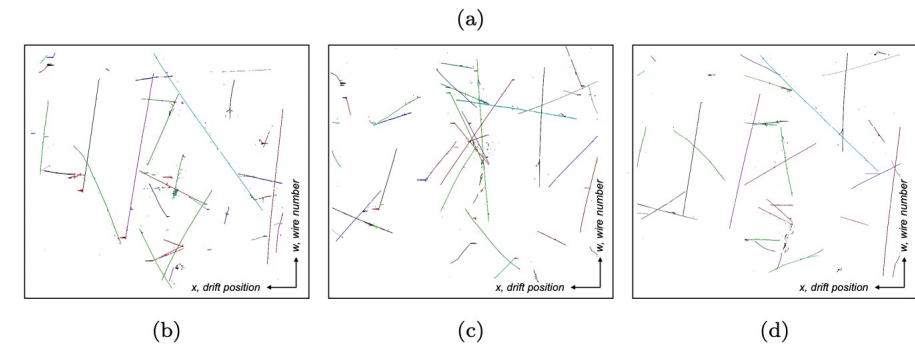 (a)
w, wire number
x, drift position
w, wire number
x, drift position
w, wire number
x, drift position
(b)
(c)
(d)